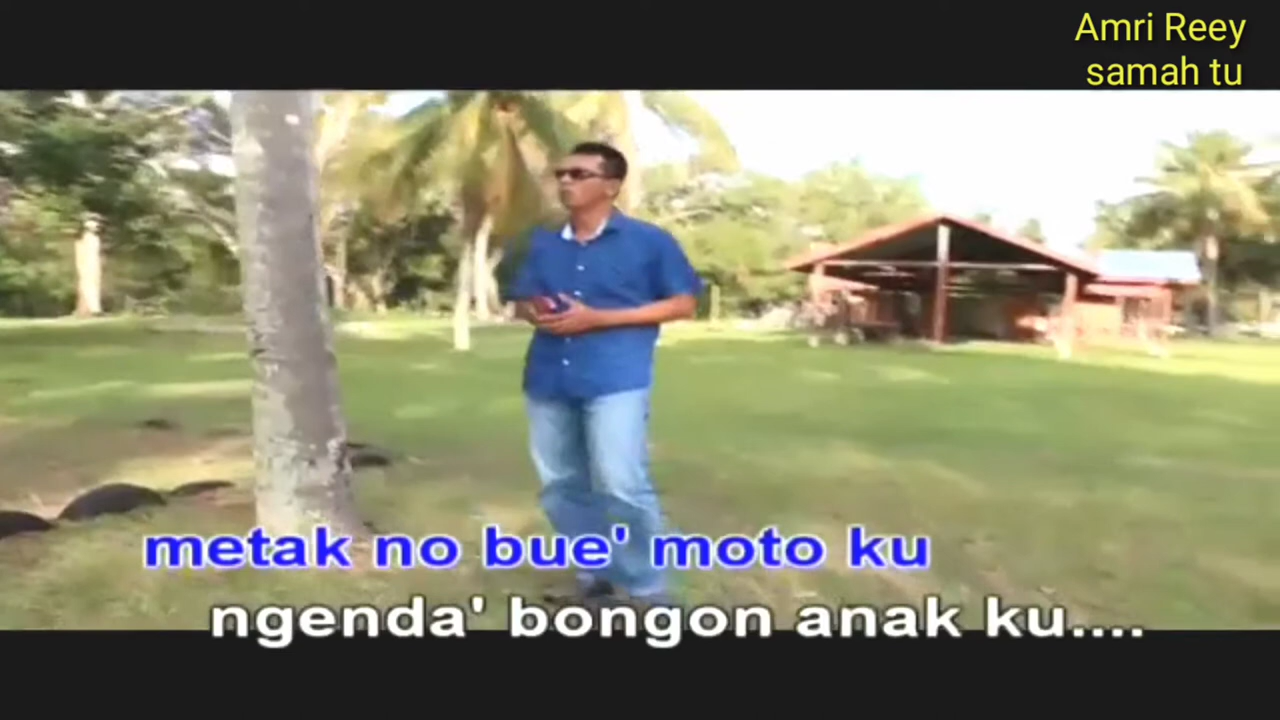 Amri Reey
samah tu
metak no bue' moto ku
ngenda' bongon anak ku....